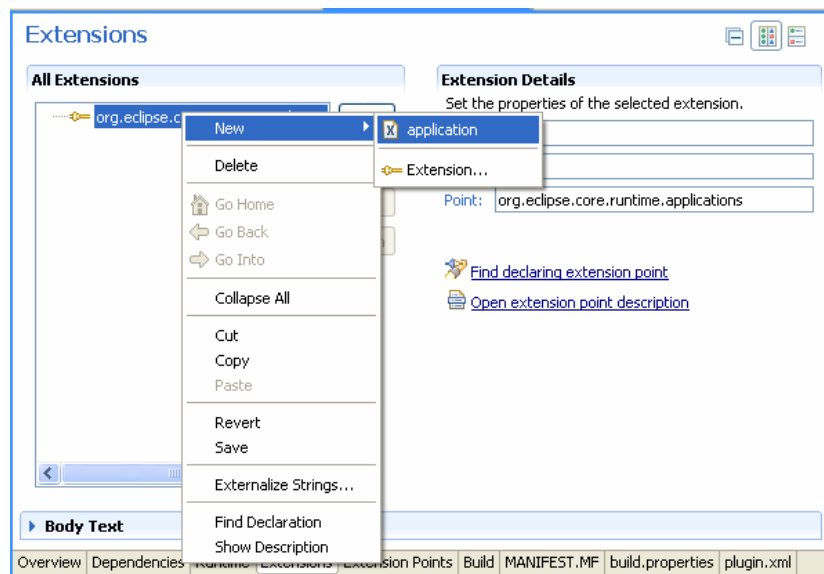 Extensions
All Extensions
Extension Details
Set the properties of the selected extension.
org.eclipse.c
New
application
Delete
Extension...
Go Home
Point: org.eclipse.core.runtime.applications
Go Back
Go Into
Find declaring extension point
Collapse All
Open extension point description
Cut
Copy
Paste
Revert
Save
Externalize Strings...
Find Declaration
Body Text
Show Description
Overview Dependencies Runtime Extensions Extension Points Build MANIFEST.MF build.properties plugin.xml